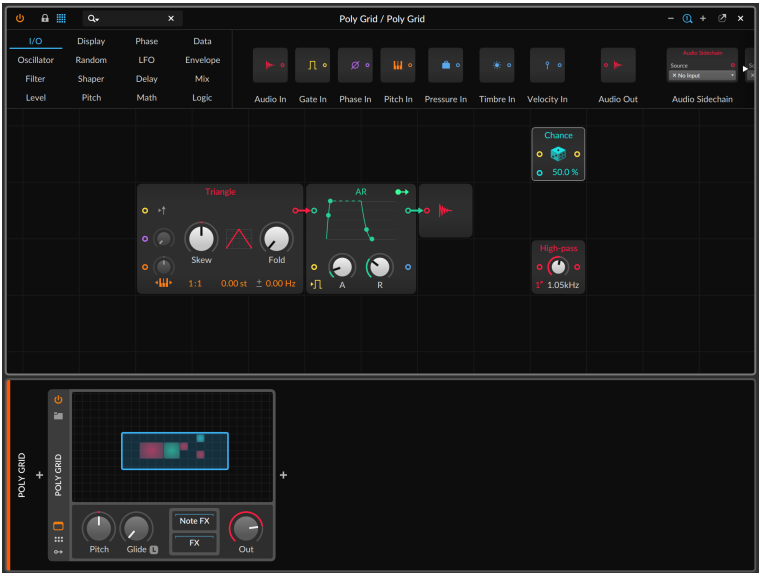 Poly Grid / Poly Grid
I/O Display Phase Data
Oscillator Random LFO Envelope
Filter Shaper Delay Mix
Level Pitch Math Logic
Audio In Gate In Phase In Pitch In Pressure In Timbre In Velocity In Audio Out Audio Sidechain
Audio Sidechain
Source
× No Input
Chance
50.0 %
Triangle
Skew
Fold
1:1 0.00 st ± 0.00 Hz
AR
A R
High-pass
1.05kHz
POLY GRID
POLY GRID
Pitch Glide L
Note FX
FX
Out